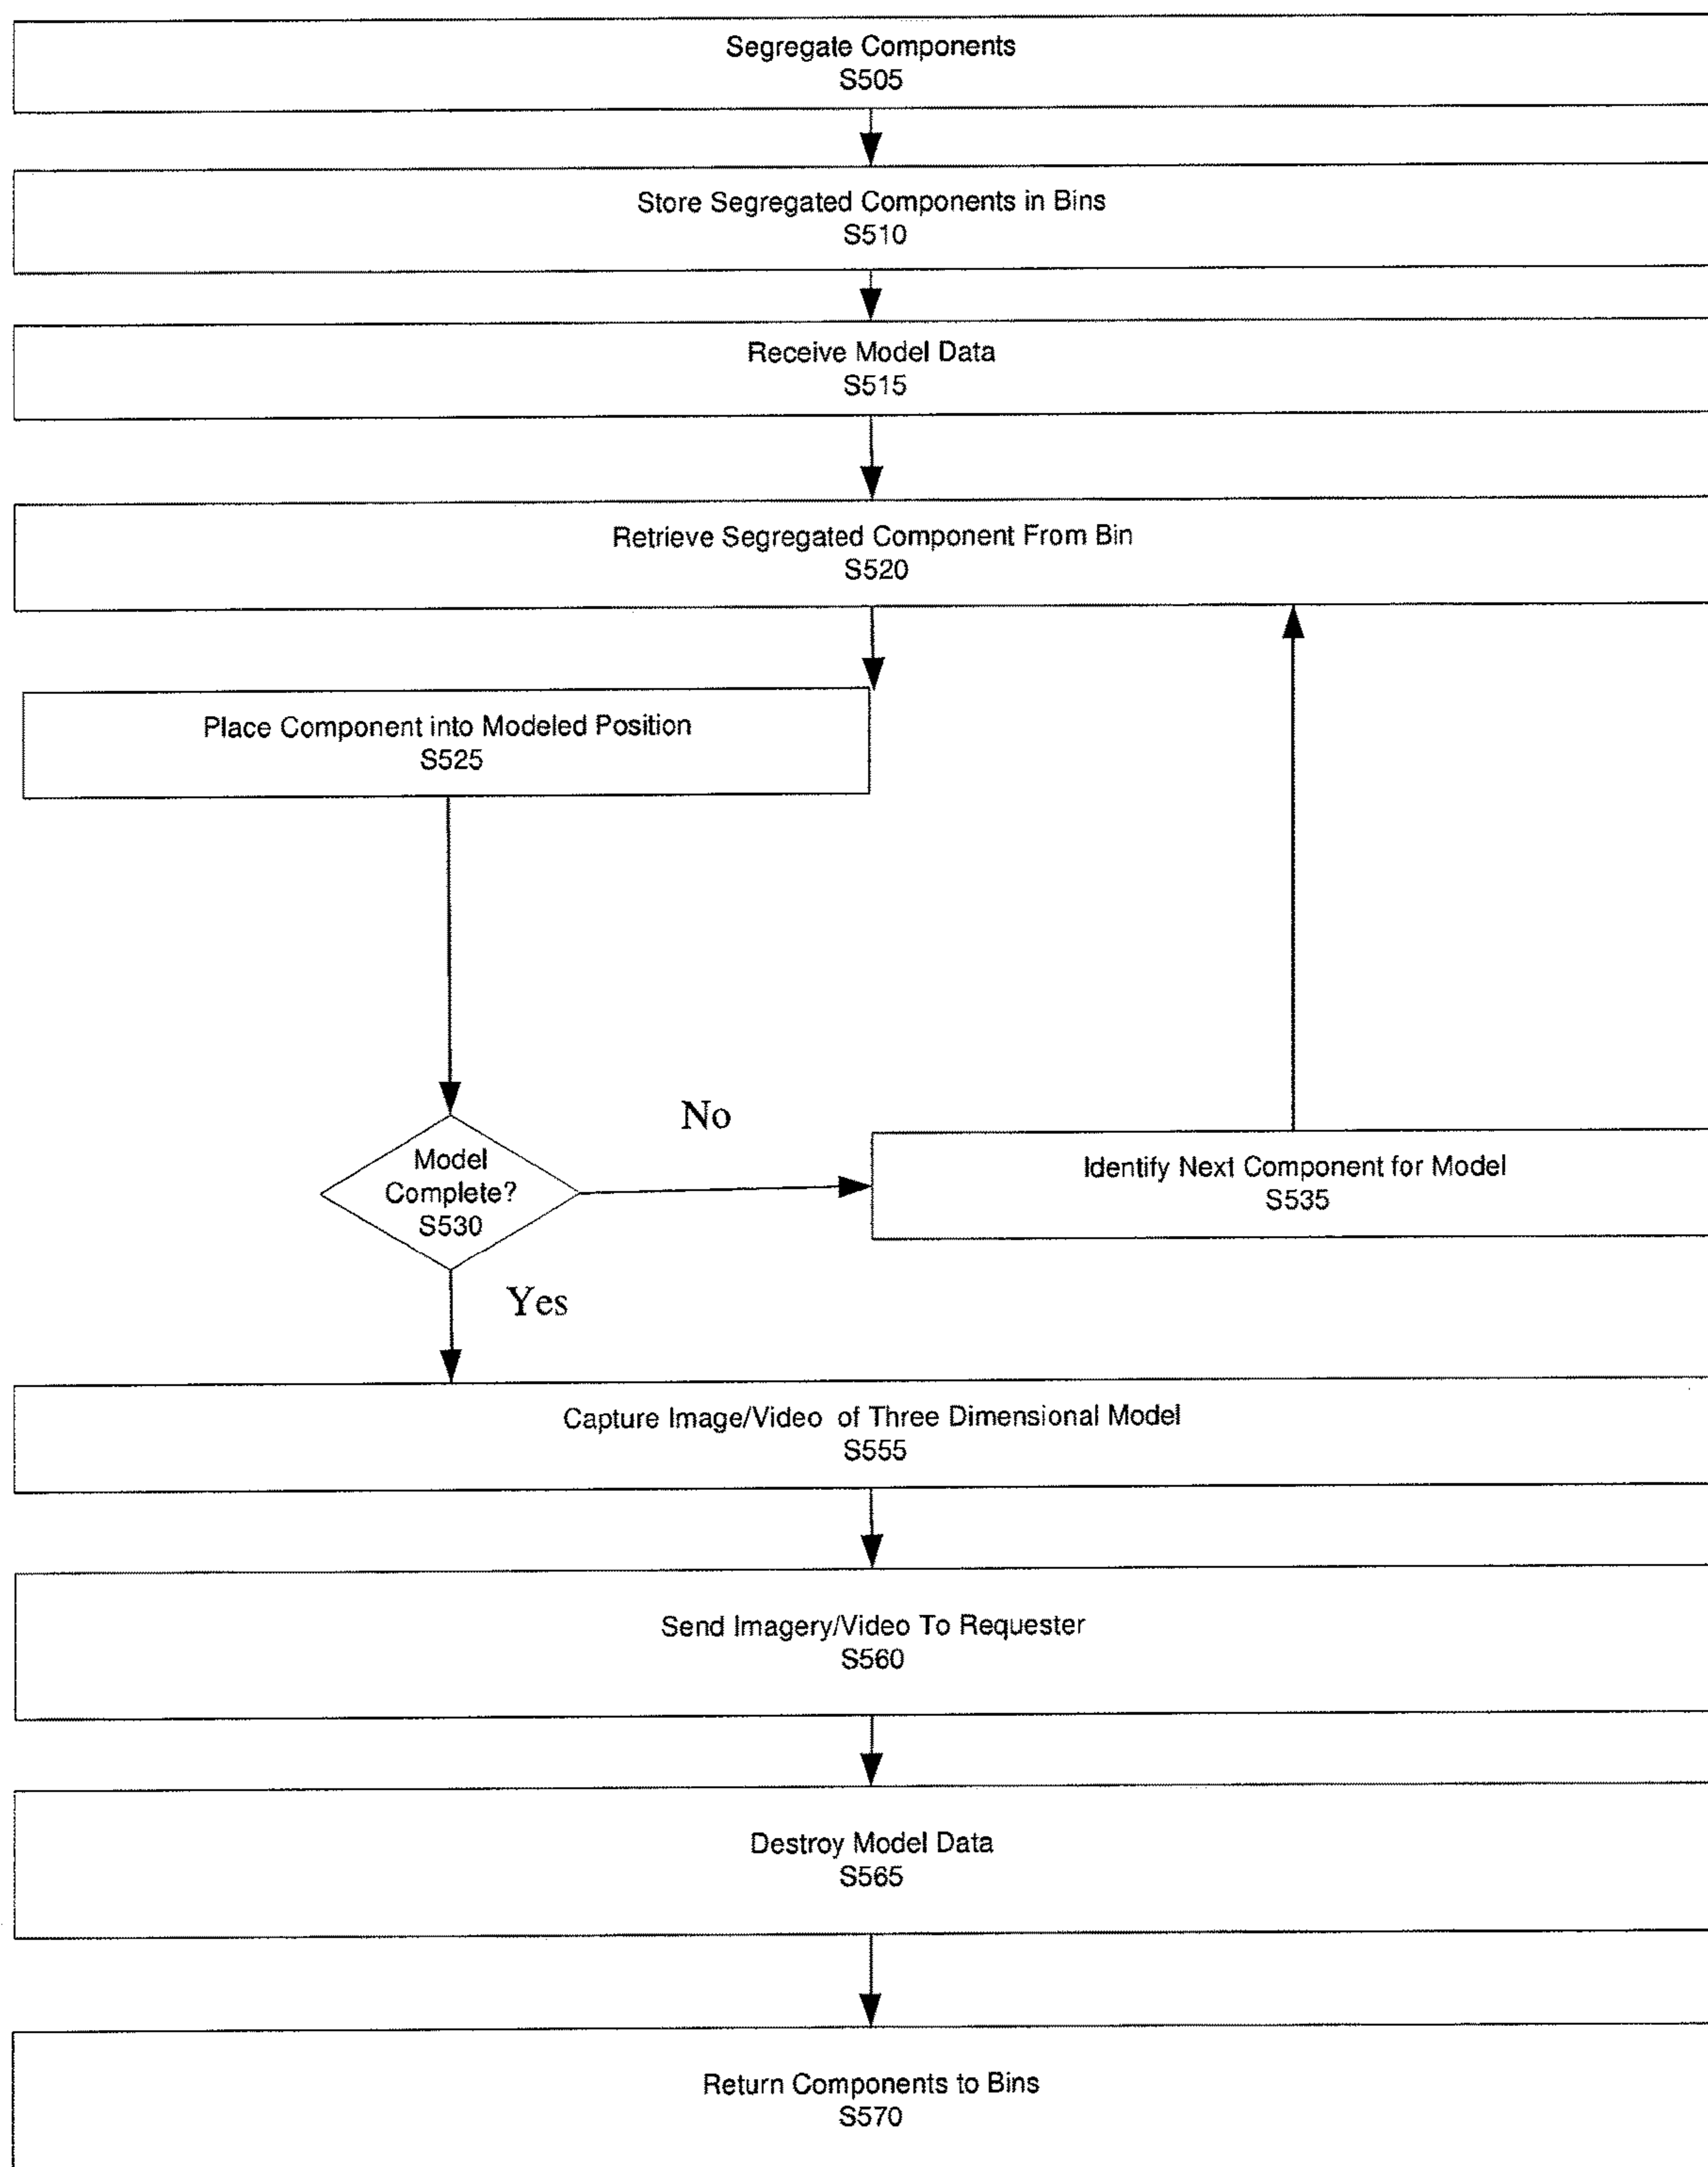 Segregate Components
S505
Store Segregated Components in Bins
S510
Receive Model Data
S515
Retrieve Segregated Component From Bin
S520
Place Component into Modeled Position
S525
Model
Complete?
S530
No
Identify Next Component for Model
S535
Yes
Capture Image/Video of Three Dimensional Model
S555
Send Imagery/Video To Requester
S560
Destroy Model Data
S565
Return Components to Bins
S570